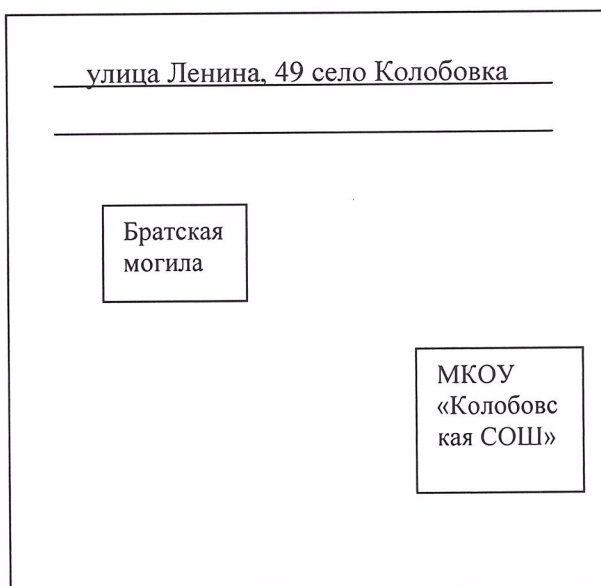 улица Ленина, 49 село Колобовка
Братская
могила
МКОУ
«Колобовс
кая СОШ»